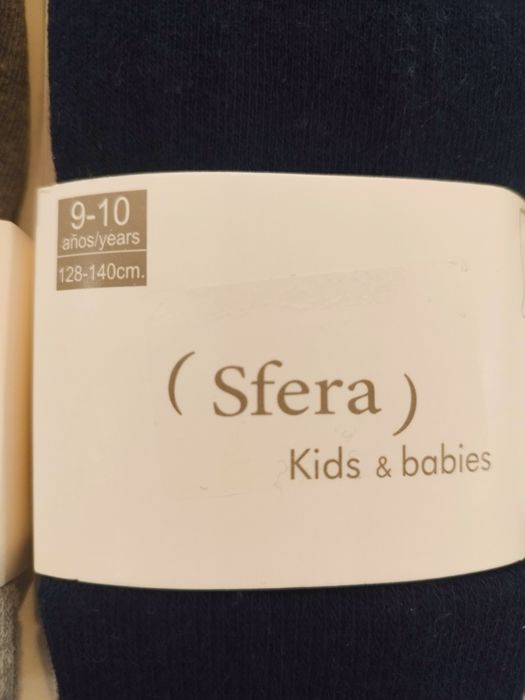 9-10
años/years
128-140cm.
( Sfera )
Kids & babies